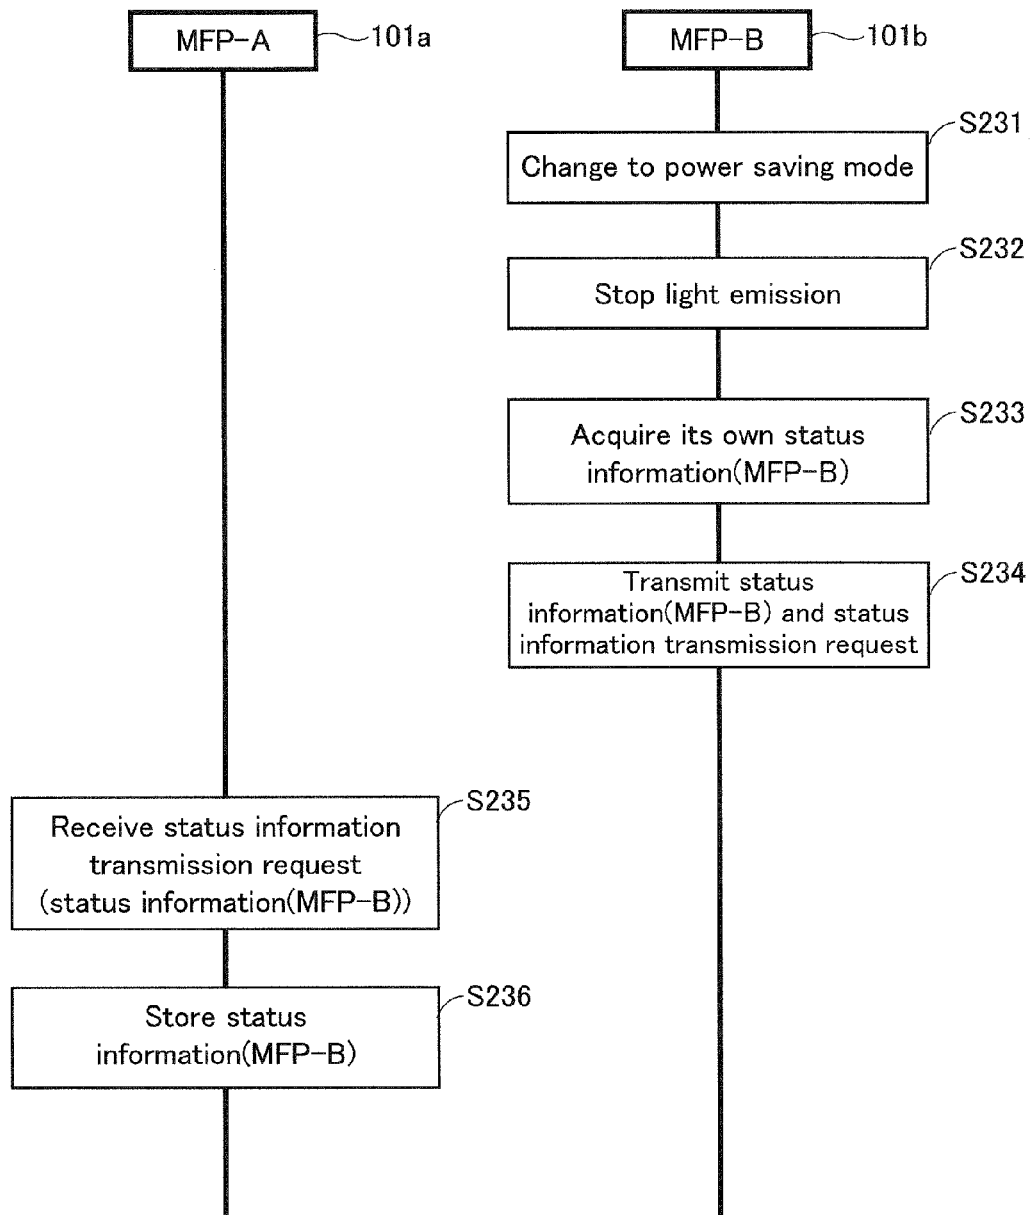 MFP-A
101a
MFP-B
101b
S231
Change to power saving mode
S232
Stop light emission
S233
Acquire its own status
information(MFP-B)
S234
Transmit status
information(MFP-B) and status
information transmission request
S235
Receive status information
transmission request
(status information(MFP-B))
S236
Store status
information(MFP-B)